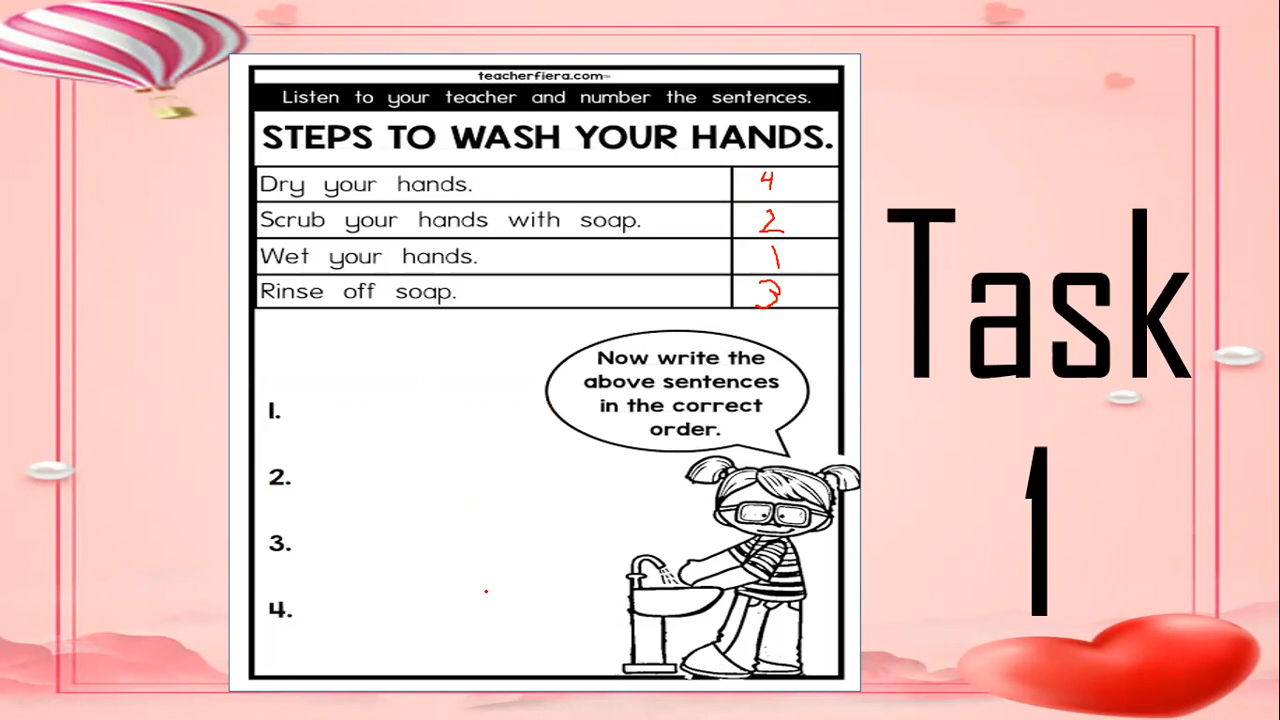 teacherfiera.com™
Listen to your teacher and number the sentences.
STEPS TO WASH YOUR HANDS.
Dry your hands. 4
Scrub your hands with soap. 2
Wet your hands. 1
Rinse off soap. 3
Now write the
above sentences
in the correct
order.
1.
2.
3.
4.
Task
1